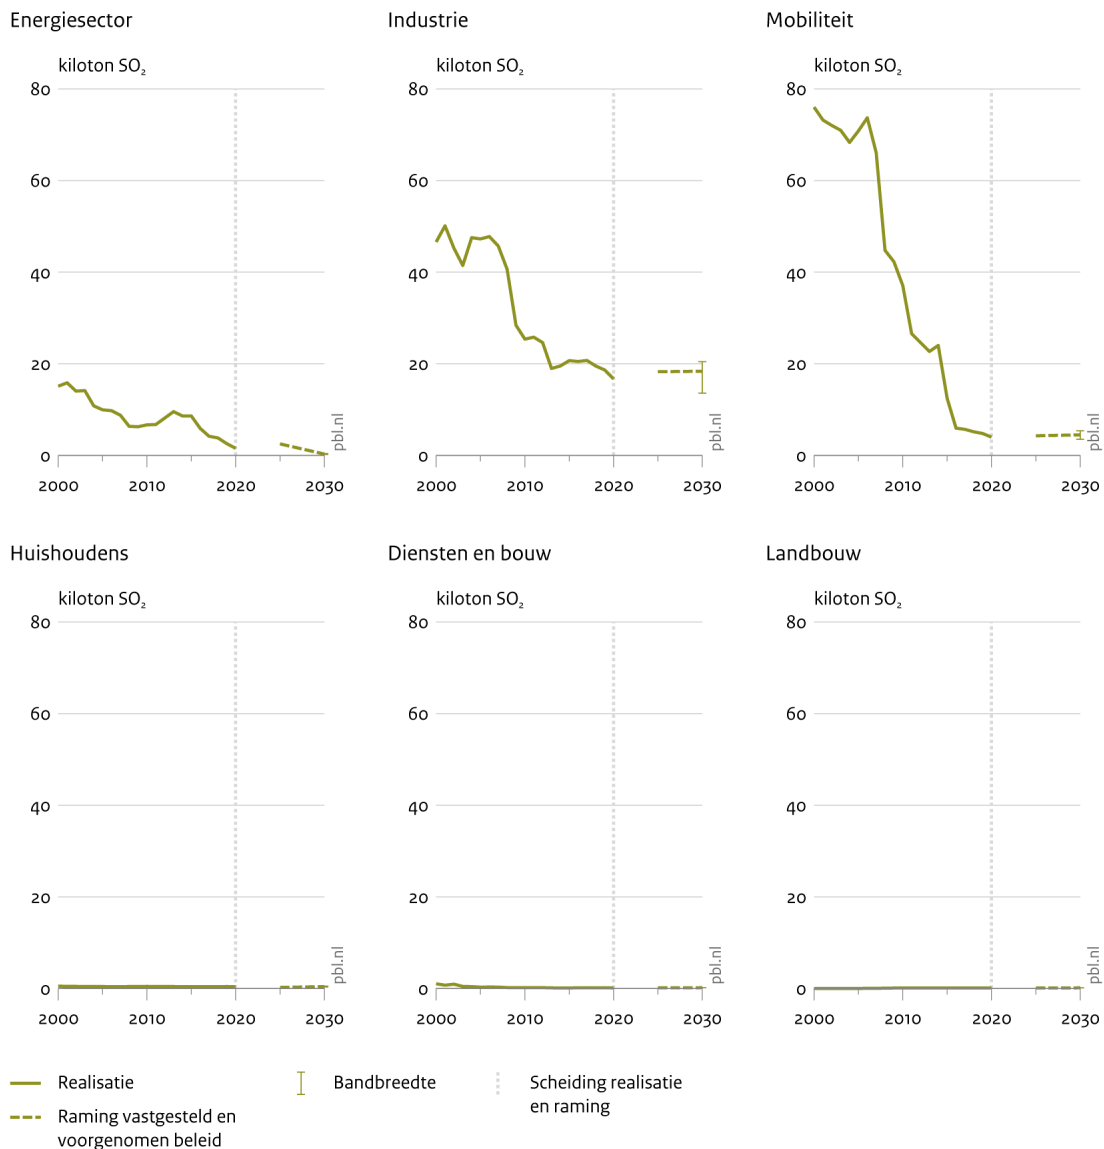 Energiesector
kiloton SO₂
80
60
40
20
0
2000 2010 2020 2030
pbl.nl
Industrie
kiloton SO₂
80
60
40
20
0
2000 2010 2020 2030
pbl.nl
Mobiliteit
kiloton SO₂
80
60
40
20
0
2000 2010 2020 2030
pbl.nl
Huishoudens
kiloton SO₂
80
60
40
20
0
2000 2010 2020 2030
pbl.nl
Diensten en bouw
kiloton SO₂
80
60
40
20
0
2000 2010 2020 2030
pbl.nl
Landbouw
kiloton SO₂
80
60
40
20
0
2000 2010 2020 2030
pbl.nl
Realisatie
Raming vastgesteld en
voorgenomen beleid
Bandbreedte
Scheiding realisatie
en raming